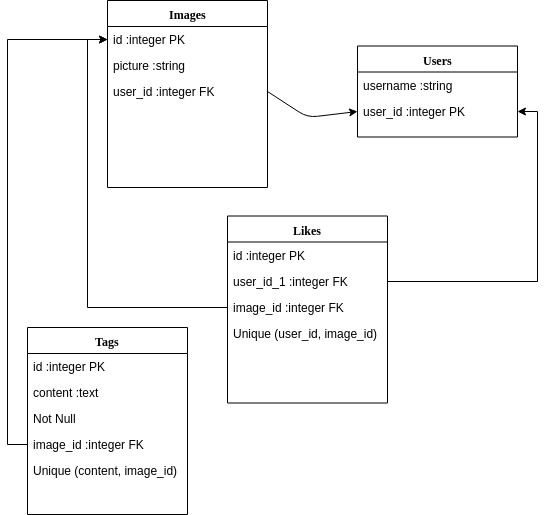 Images
id :integer PK
picture :string
user_id :integer FK
Users
username :string
user_id :integer PK
Likes
id :integer PK
user_id_1 :integer FK
image_id :integer FK
Unique (user_id, image_id)
Tags
id :integer PK
content :text
Not Null
image_id :integer FK
Unique (content, image_id)